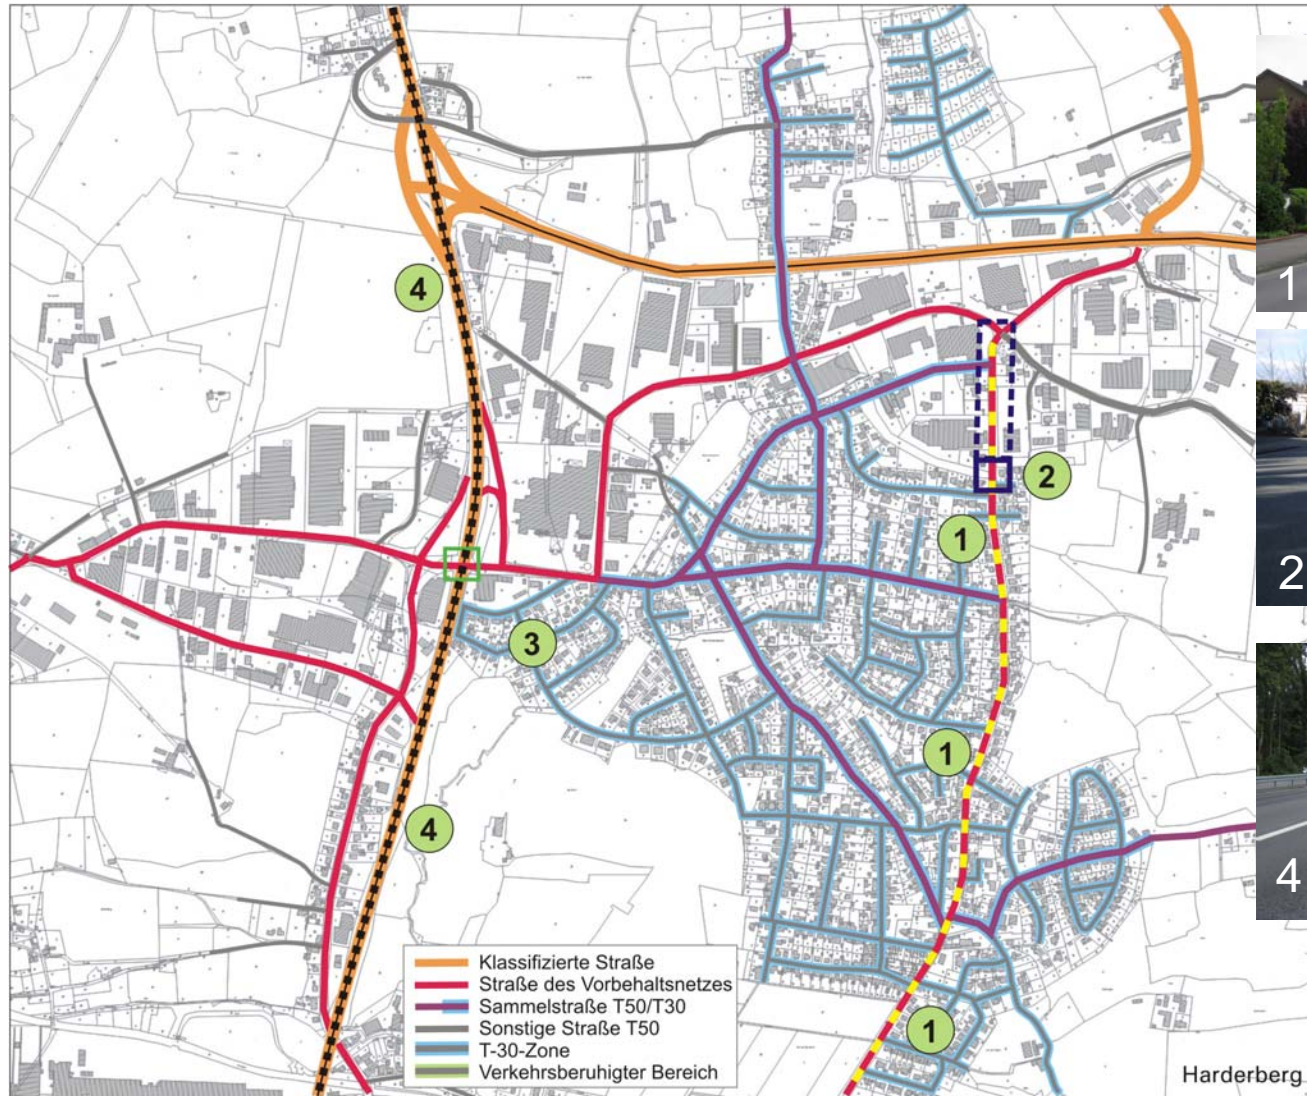 4
1
2
2
1
3
1
4
4
1
Klassifizierte Straße
Straße des Vorbehaltsnetzes
Sammelstraße T50/T30
Sonstige Straße T50
T-30-Zone
Verkehrsberuhigter Bereich
Harderberg